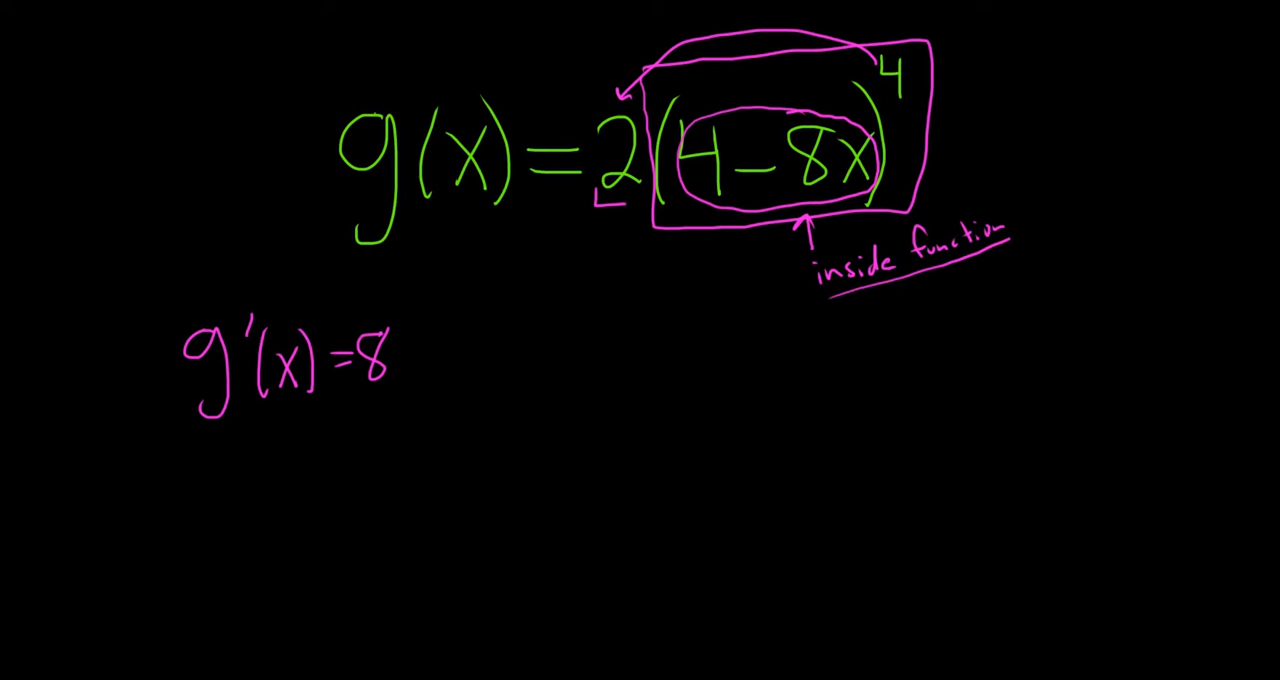 g(x) = 2(4 - 8x)^4
inside function
g'(x) = 8